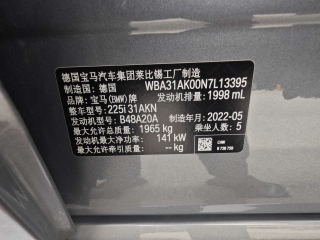 德国宝马汽车集团莱比锡工厂制造
制造国：德国 WBA31AK00N7L13395
品牌：宝马(BMW)牌 发动机排量：1998 mL
整车型号：225i 31AKN
发动机型号：B48A20A 制造年月：2022-05
最大允许总质量：1965 kg 乘坐人数：5
发动机最大净功率：141 kW
最大允许牵引质量：-- kg
CHN